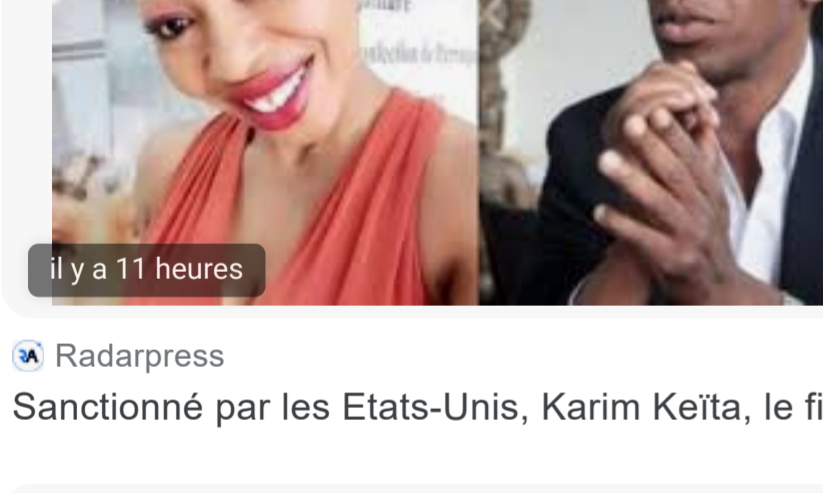 il y a 11 heures
Radarpress
Sanctionné par les Etats-Unis, Karim Keïta, le fi